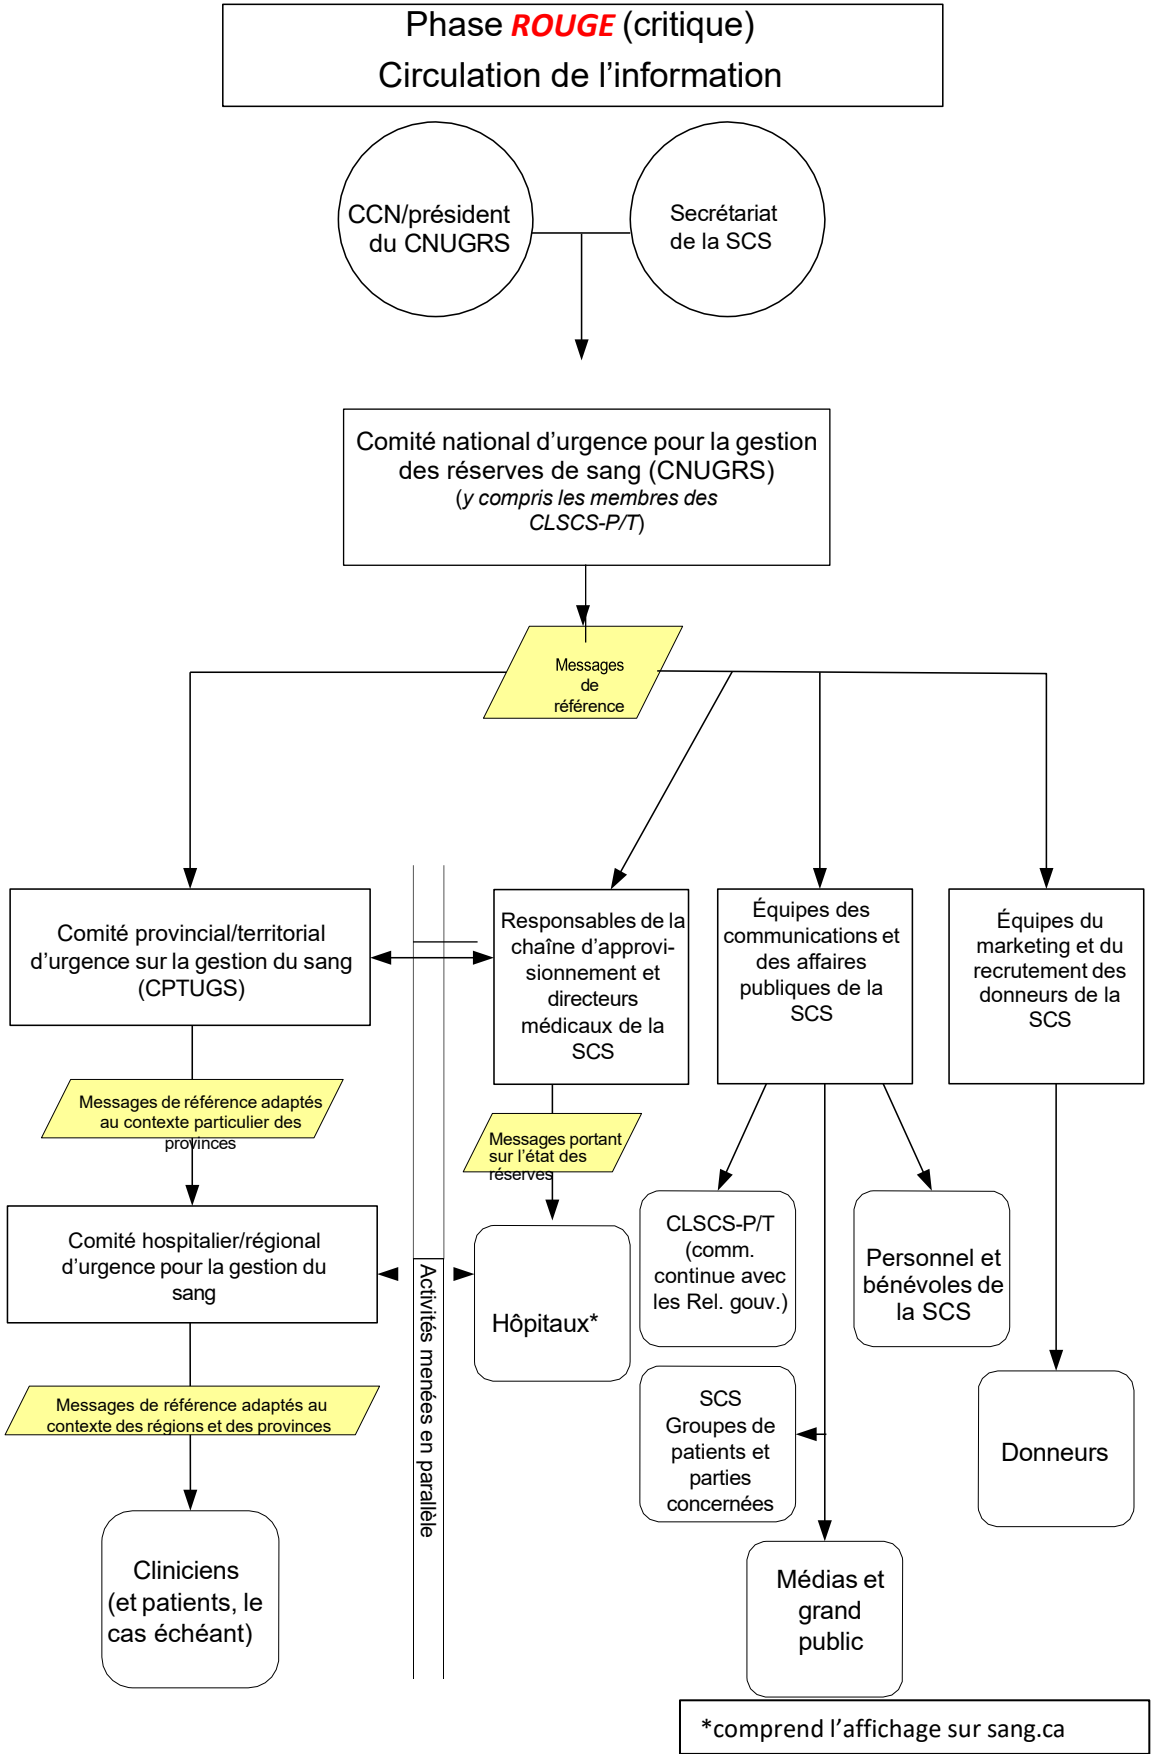 Phase ROUGE (critique)
Circulation de l'information
CCN/président
du CNUGRS
Secrétariat
de la SCS
Comité national d'urgence pour la gestion
des réserves de sang (CNUGRS)
(y compris les membres des
CLSCS-P/T)
Messages
de
référence
Comité provincial/territorial
d'urgence sur la gestion du sang
(CPTUGS)
Responsables de la
chaîne d'approvi-
sionnement et
directeurs
médicaux de la
SCS
Équipes des
communications et
des affaires
publiques de la
SCS
Équipes du
marketing et du
recrutement des
donneurs de la
SCS
Messages de référence adaptés
au contexte particulier des
provinces
Messages portant
sur l'état des
réserves
Comité hospitalier/régional
d'urgence pour la gestion du
sang
Activités menées en parallèle
Hôpitaux*
CLSCS-P/T
(comm.
continue avec
les Rel. gouv.)
Personnel et
bénévoles de
la SCS
Messages de référence adaptés au
contexte des régions et des provinces
SCS
Groupes de
patients et
parties
concernées
Donneurs
Cliniciens
(et patients, le
cas échéant)
Médias et
grand
public
*comprend l'affichage sur sang.ca